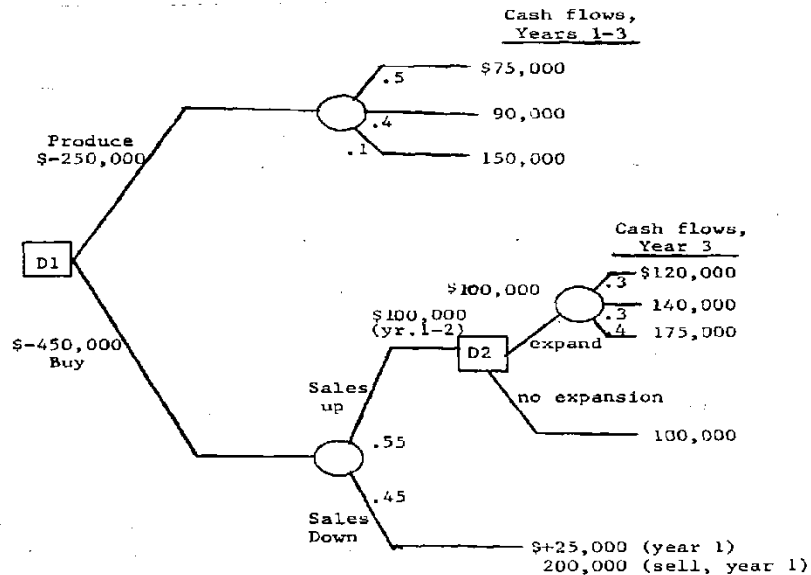 Cash flows,
Years 1-3
.5
$75,000
.4
90,000
.1
150,000
Produce
$-250,000
D1
Cash flows,
Year 3
$100,000
.3
$120,000
.3
140,000
.4
175,000
expand
$100,000
(yr.1-2)
D2
$-450,000
Buy
Sales
up
no expansion
100,000
.55
.45
Sales
Down
$+25,000 (year 1)
200,000 (sell, year 1)